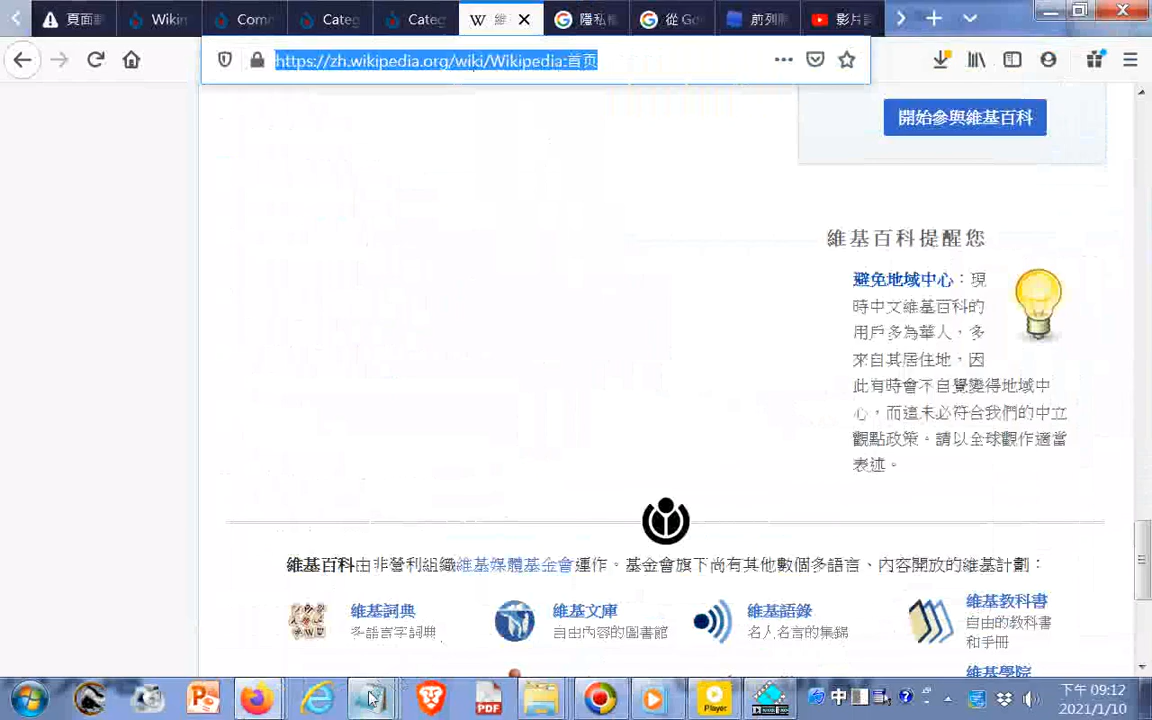 頁面
Wikin
Com
Categ
Categ
W 維
隱私
從 Go
前列
影片
https://zh.wikipedia.org/wiki/Wikipedia:首页
開始參與維基百科
維基百科提醒您
避免地域中心：現
時中文維基百科的
用戶多為華人，多
來自其居住地，因
此有時會不自覺變得地域中
心，而這未必符合我們的中立
觀點政策。請以全球觀作適當
表述。
維基百科由非營利組織維基媒體基金會運作。基金會旗下尚有其他數個多語言、內容開放的維基計劃：
維基詞典
多語言字詞典
維基文庫
自由內容的圖書館
維基語錄
名人名言的集錦
維基教科書
自由的教科書
和手冊
維基學院
PDF
Player
中
下午 09:12
2021/1/10